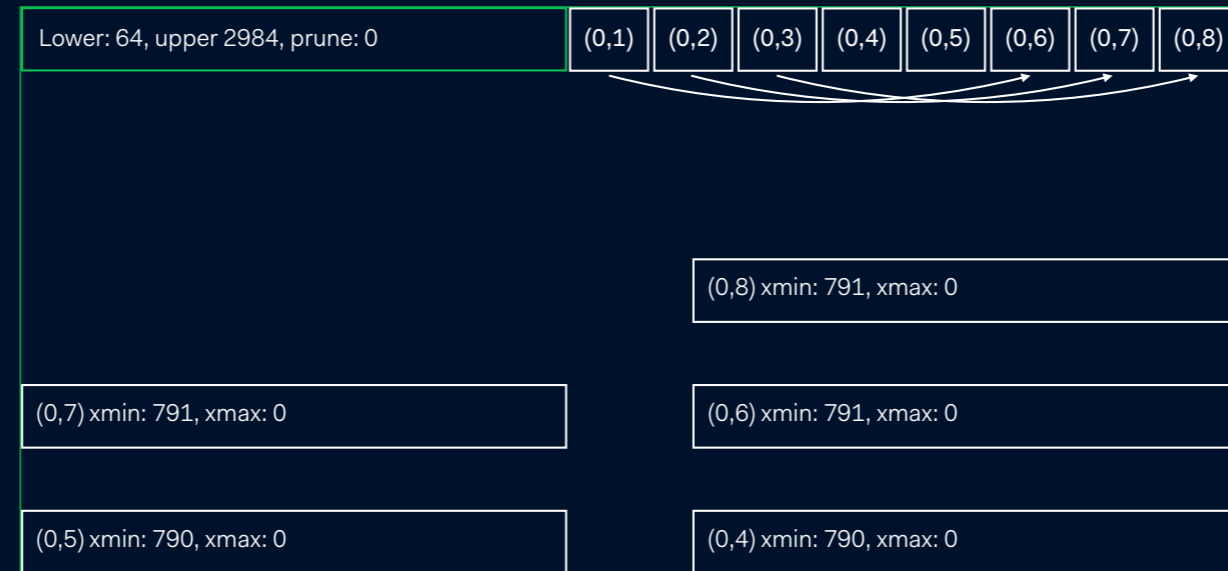 Lower: 64, upper 2984, prune: 0 (0,1) (0,2) (0,3) (0,4) (0,5) (0,6) (0,7) (0,8)
(0,8) xmin: 791, xmax: 0
(0,7) xmin: 791, xmax: 0 (0,6) xmin: 791, xmax: 0
(0,5) xmin: 790, xmax: 0 (0,4) xmin: 790, xmax: 0